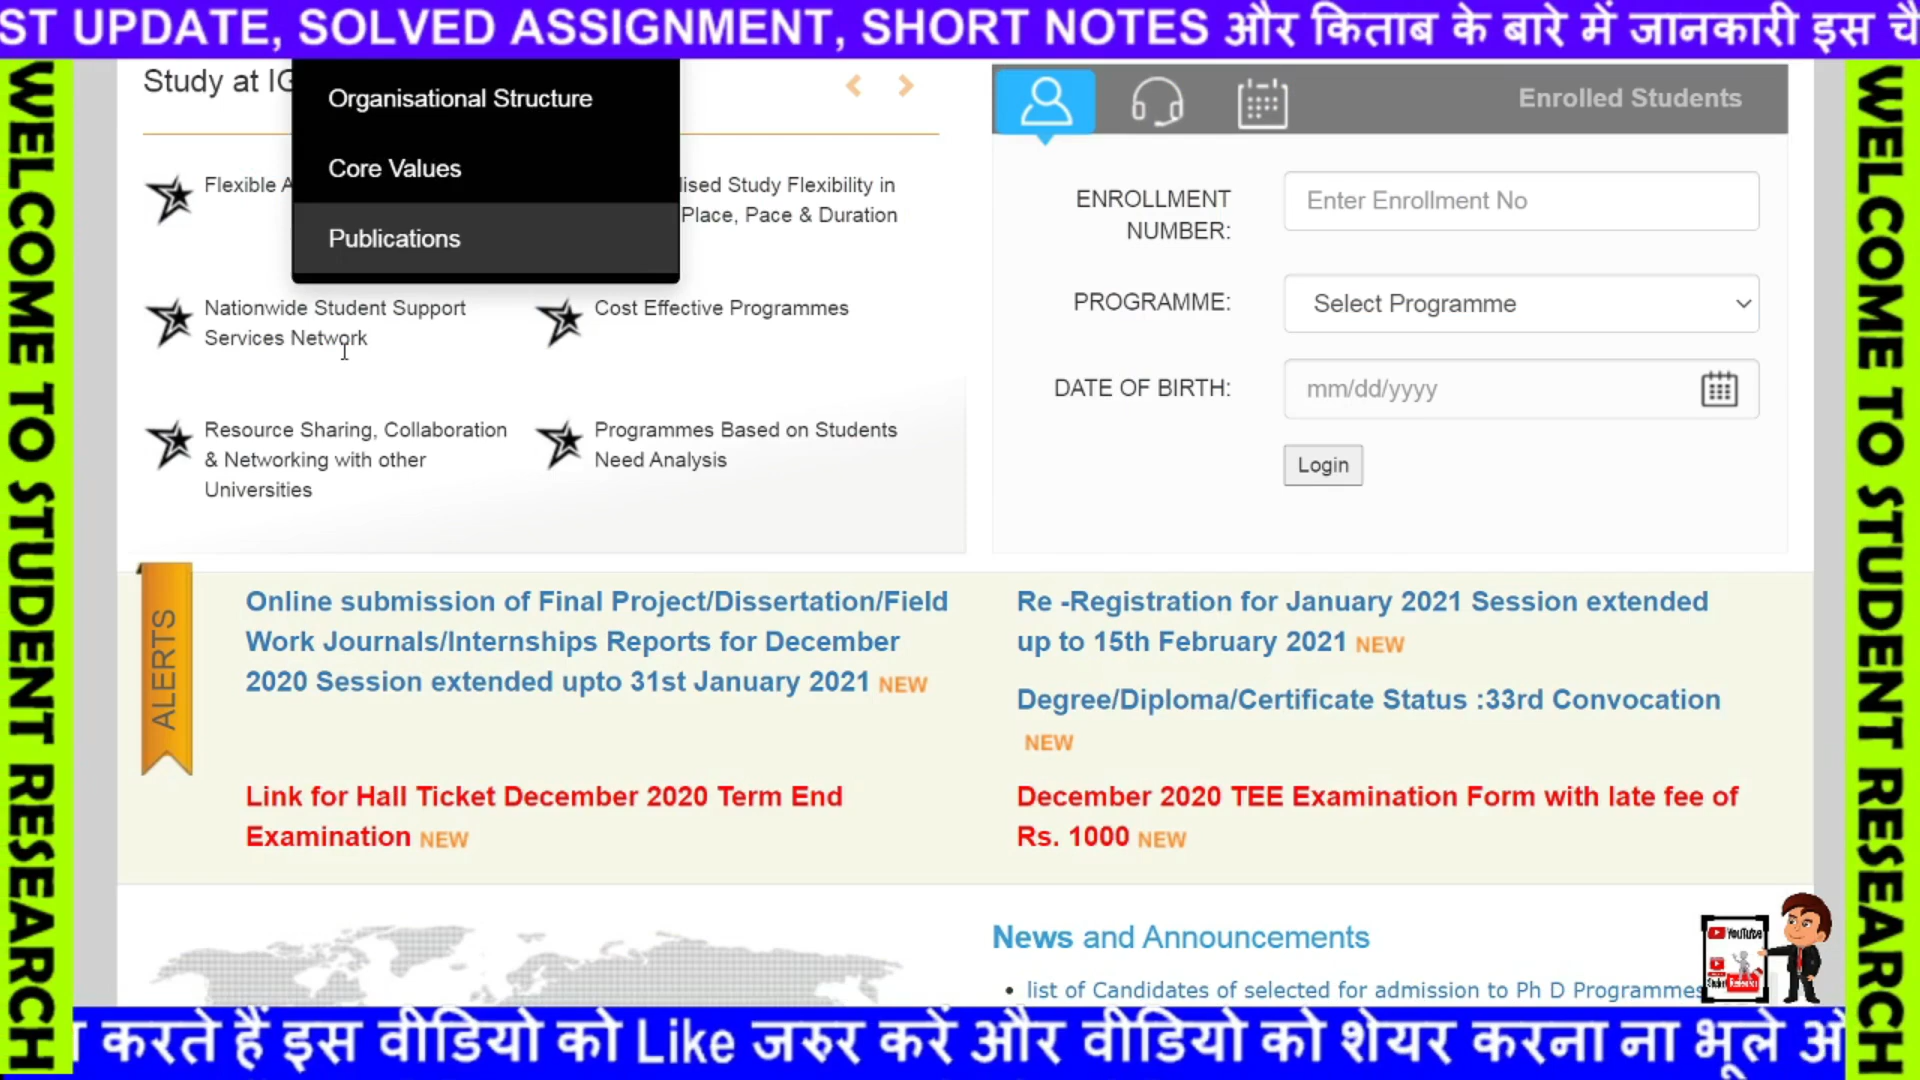 ST UPDATE, SOLVED ASSIGNMENT, SHORT NOTES और किताब के बारे में जानकारी इस चै
WELCOME TO STUDENT RESEARCH
Study at IG
Organisational Structure
Core Values
Publications
Flexible A
lised Study Flexibility in
Place, Pace & Duration
Nationwide Student Support
Services Network
Cost Effective Programmes
Resource Sharing, Collaboration
& Networking with other
Universities
Programmes Based on Students
Need Analysis
Enrolled Students
ENROLLMENT
NUMBER:
Enter Enrollment No
PROGRAMME:
Select Programme
DATE OF BIRTH:
mm/dd/yyyy
Login
ALERTS
Online submission of Final Project/Dissertation/Field
Work Journals/Internships Reports for December
2020 Session extended upto 31st January 2021 NEW
Re -Registration for January 2021 Session extended
up to 15th February 2021 NEW
Degree/Diploma/Certificate Status :33rd Convocation
NEW
Link for Hall Ticket December 2020 Term End
Examination NEW
December 2020 TEE Examination Form with late fee of
Rs. 1000 NEW
News and Announcements
list of Candidates of selected for admission to Ph D Programmes
YouTube
WELCOME TO STUDENT RESEARCH
करते हैं इस वीडियो को Like जरुर करें और वीडियो को शेयर करना ना भूले औ